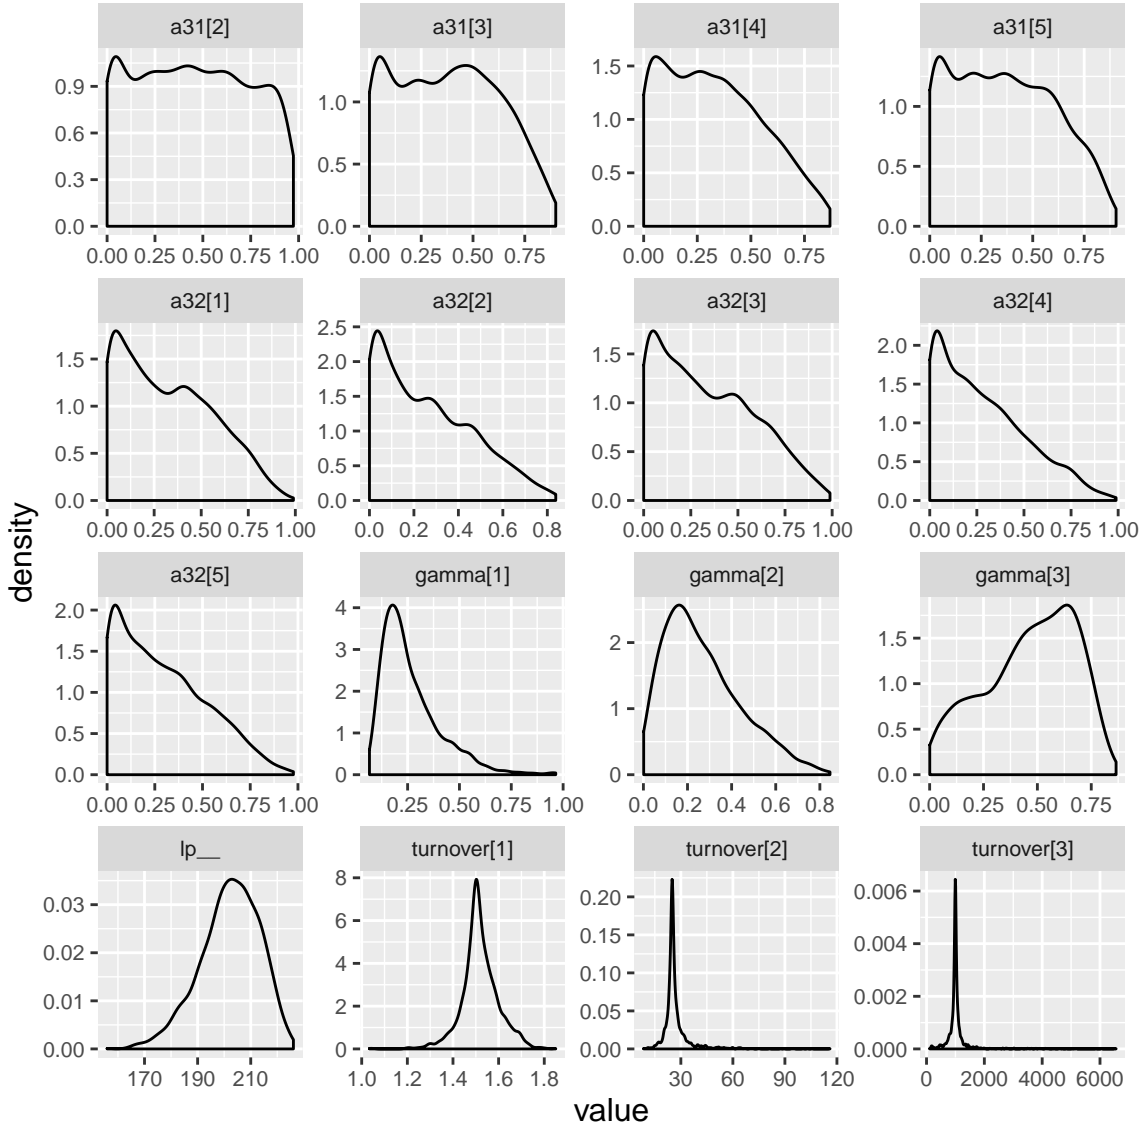 a31[2] a31[3] a31[4] a31[5]
0.9 1.0 1.5 1.0
0.6 1.0
0.3 0.5 0.5 0.5
0.0 0.0 0.0 0.0
0.00 0.25 0.50 0.75 1.00 0.00 0.25 0.50 0.75 0.00 0.25 0.50 0.75 0.00 0.25 0.50 0.75
a32[1] a32[2] a32[3] a32[4]
2.5
1.5 2.0 1.5 2.0
1.0 1.5 1.0 1.5
1.0 1.0
0.5 0.5 0.5 0.5
0.0 0.0 0.0 0.0
0.00 0.25 0.50 0.75 1.00 0.0 0.2 0.4 0.6 0.8 0.00 0.25 0.50 0.75 1.00 0.00 0.25 0.50 0.75 1.00
density
a32[5] gamma[1] gamma[2] gamma[3]
2.0 4 2 1.5
1.5 3
1.0 2 1 1.0
0.5 1 0.5
0.0 0 0 0.0
0.00 0.25 0.50 0.75 1.00 0.25 0.50 0.75 1.00 0.0 0.2 0.4 0.6 0.8 0.00 0.25 0.50 0.75
lp__ turnover[1] turnover[2] turnover[3]
0.03 8 0.20 0.006
6 0.15
0.02 4 0.10 0.004
0.01 2 0.05 0.002
0.00 0 0.00 0.000
170 190 210 1.0 1.2 1.4 1.6 1.8 30 60 90 120 0 2000 4000 6000
value